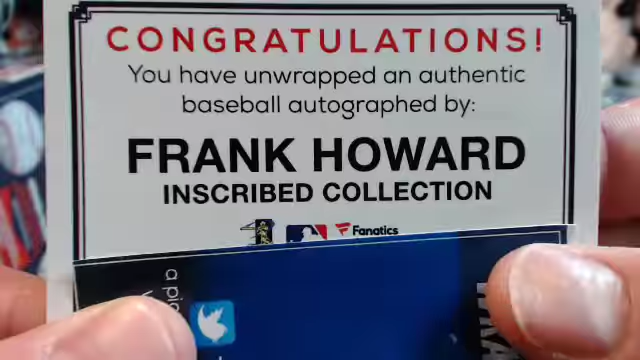 CONGRATULATIONS!
You have unwrapped an authentic
baseball autographed by:
FRANK HOWARD
INSCRIBED COLLECTION
Fanatics